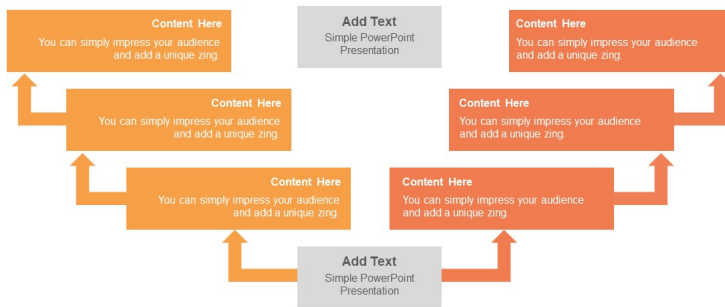 Content Here
You can simply impress your audience
and add a unique zing.
Add Text
Simple PowerPoint
Presentation
Content Here
You can simply impress your audience
and add a unique zing.
Content Here
You can simply impress your audience
and add a unique zing.
Content Here
You can simply impress your audience
and add a unique zing.
Content Here
You can simply impress your audience
and add a unique zing.
Content Here
You can simply impress your audience
and add a unique zing.
Add Text
Simple PowerPoint
Presentation